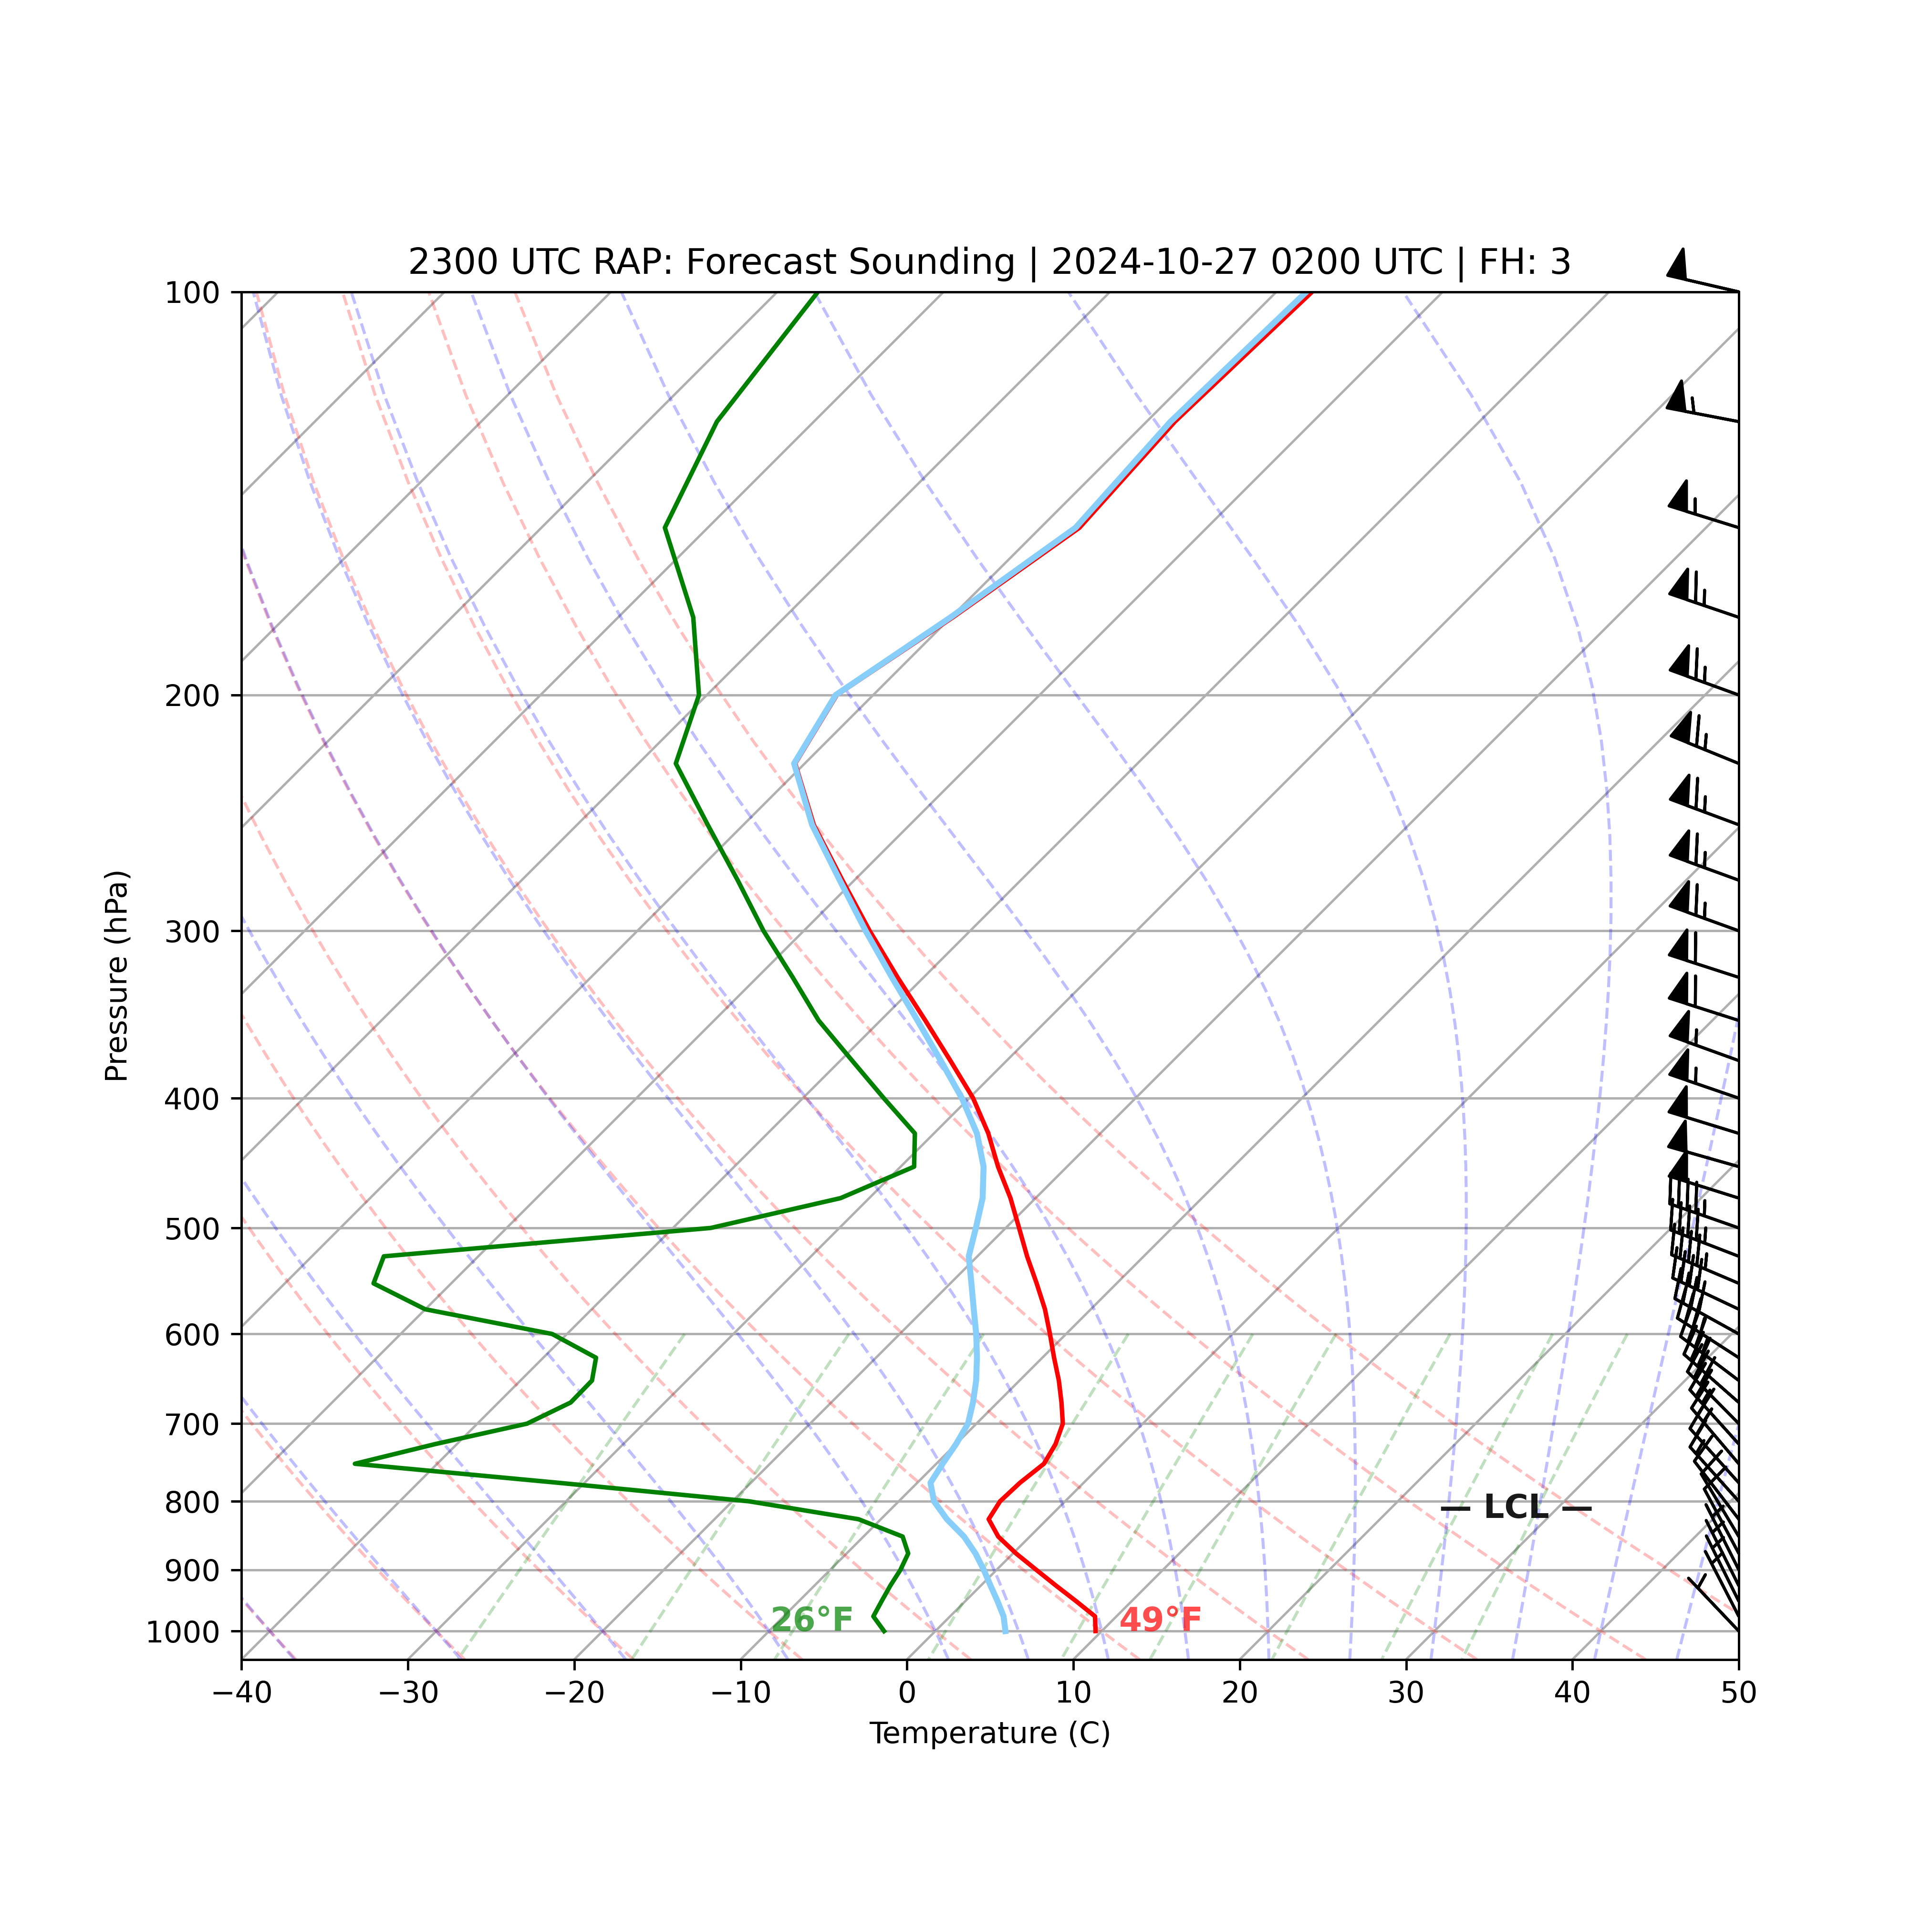 2300 UTC RAP: Forecast Sounding | 2024-10-27 0200 UTC | FH: 3
100
200
300
400
500
600
700
800
900
1000
Pressure (hPa)
— LCL —
26°F
49°F
−40 −30 −20 −10 0 10 20 30 40 50
Temperature (C)